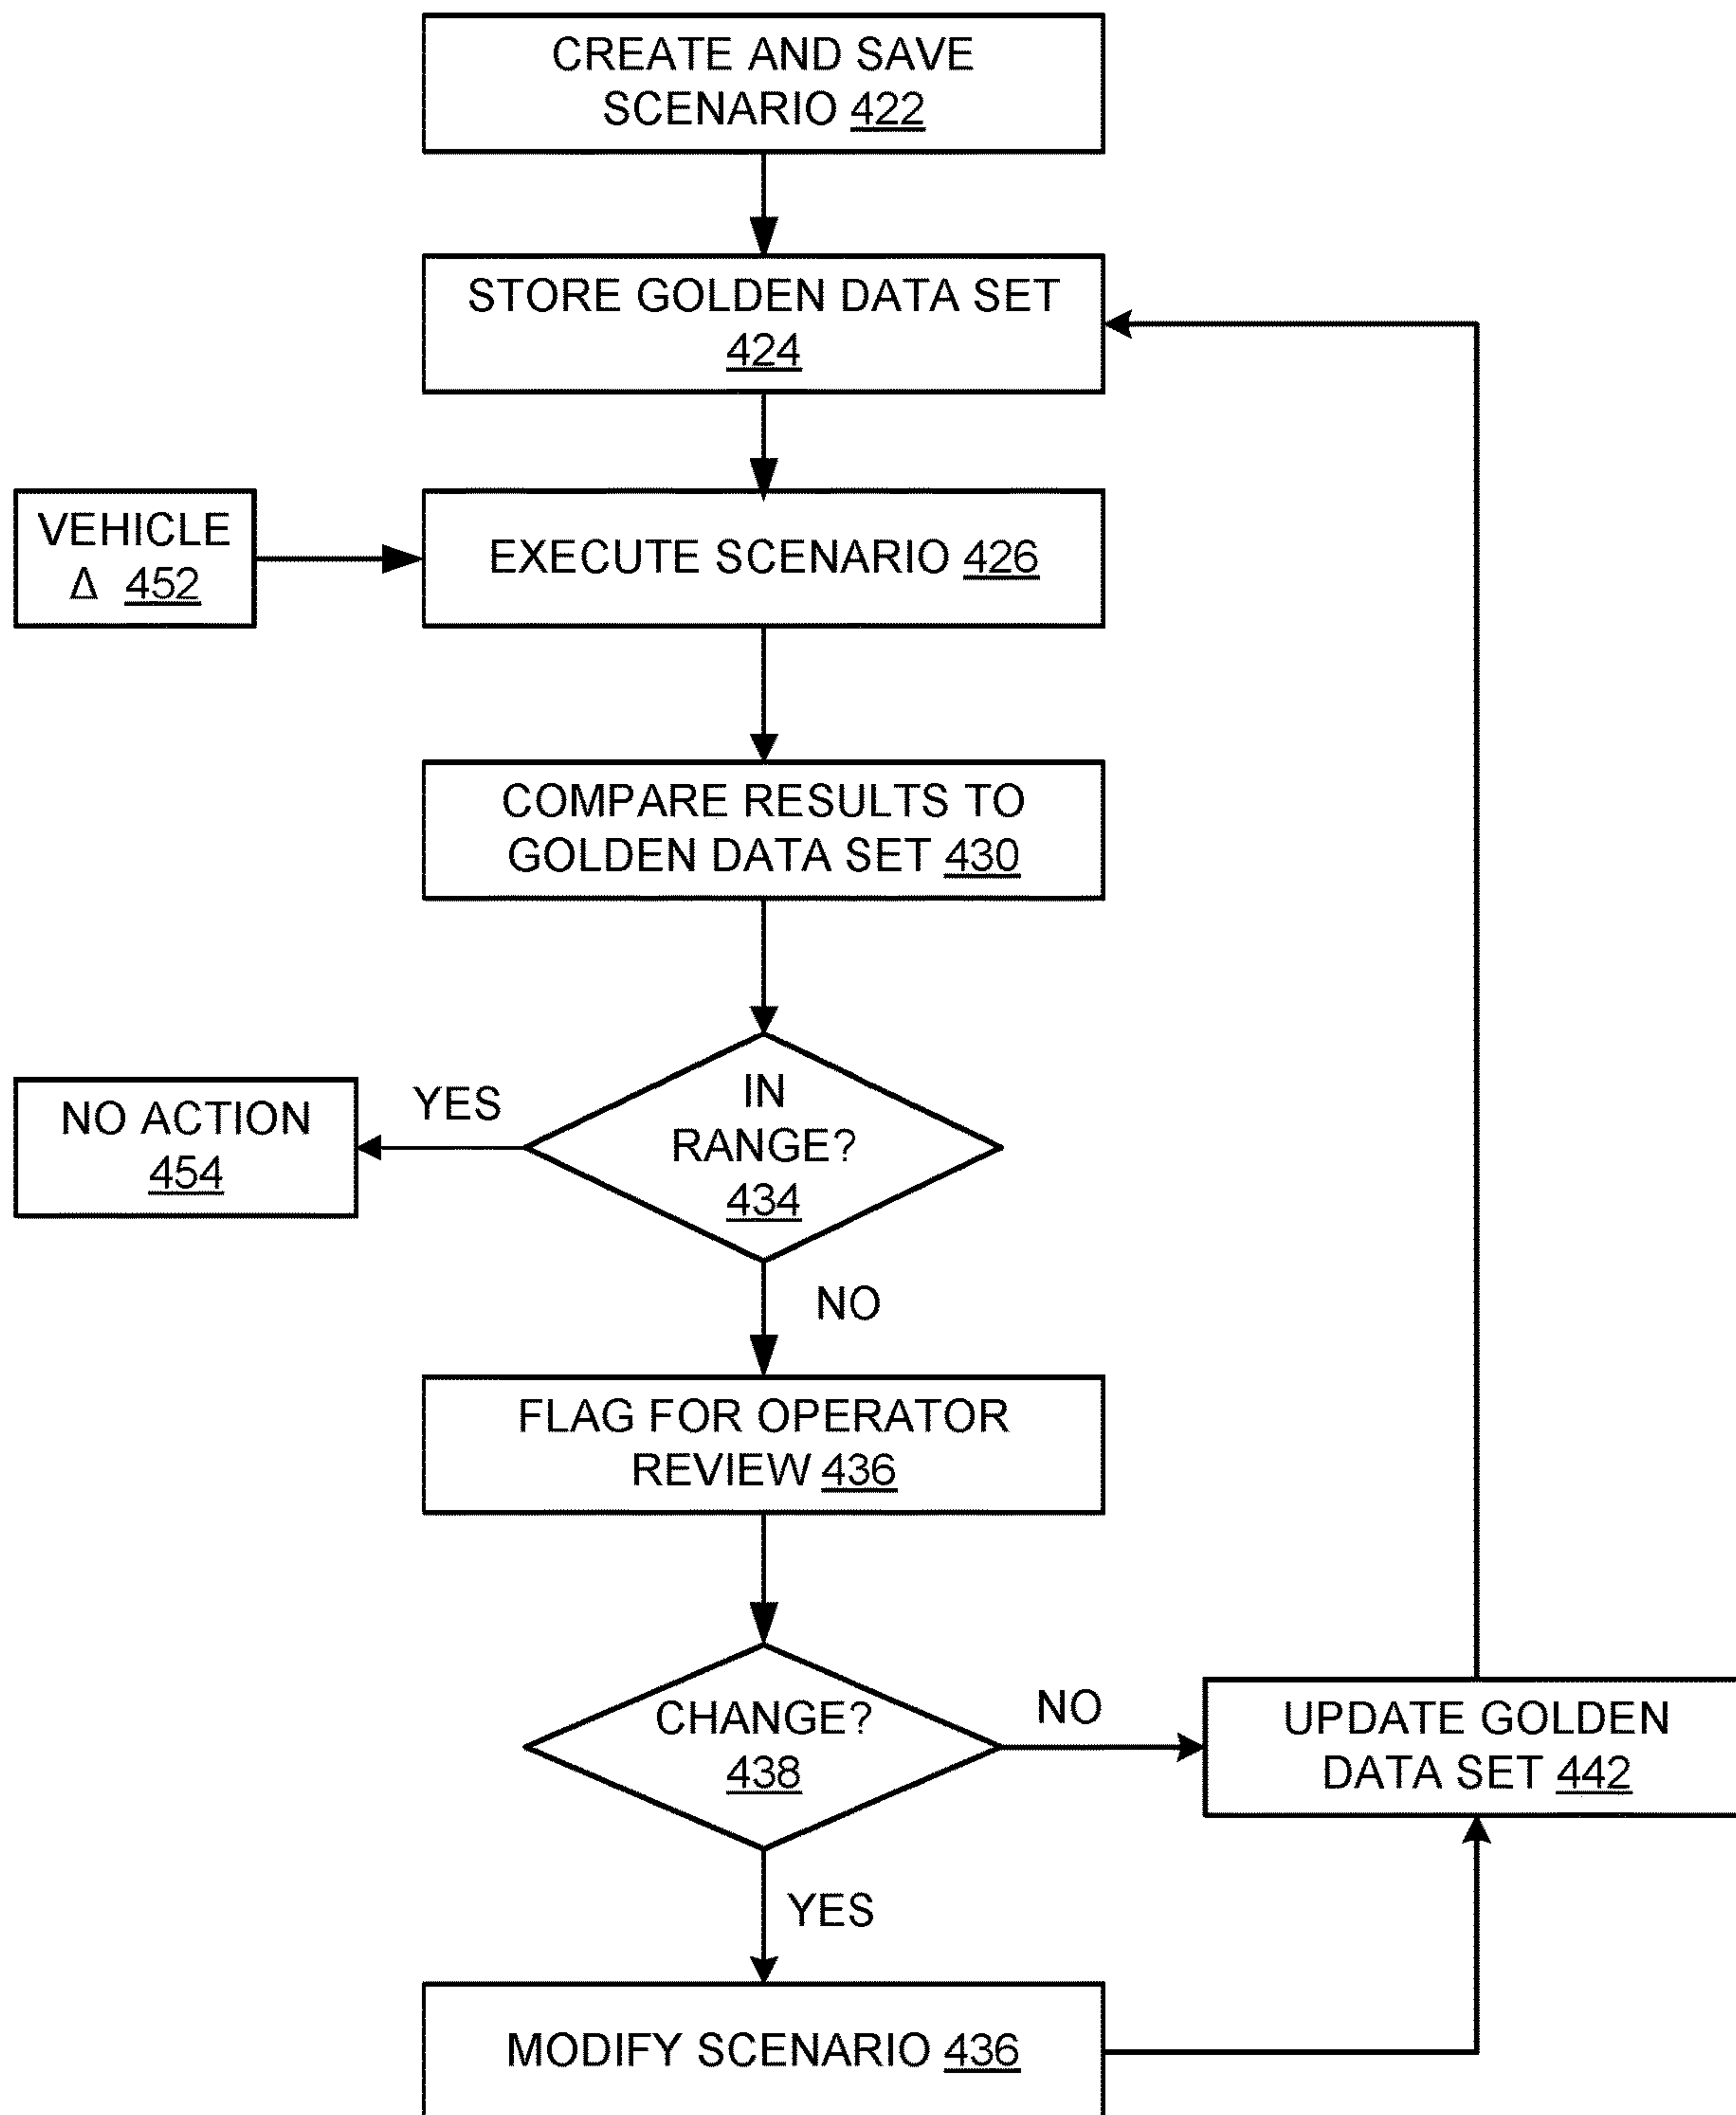 CREATE AND SAVE
SCENARIO 422
STORE GOLDEN DATA SET
424
VEHICLE
Δ 452
EXECUTE SCENARIO 426
COMPARE RESULTS TO
GOLDEN DATA SET 430
IN
RANGE?
434
YES
NO ACTION
454
NO
FLAG FOR OPERATOR
REVIEW 436
CHANGE?
438
NO
UPDATE GOLDEN
DATA SET 442
YES
MODIFY SCENARIO 436